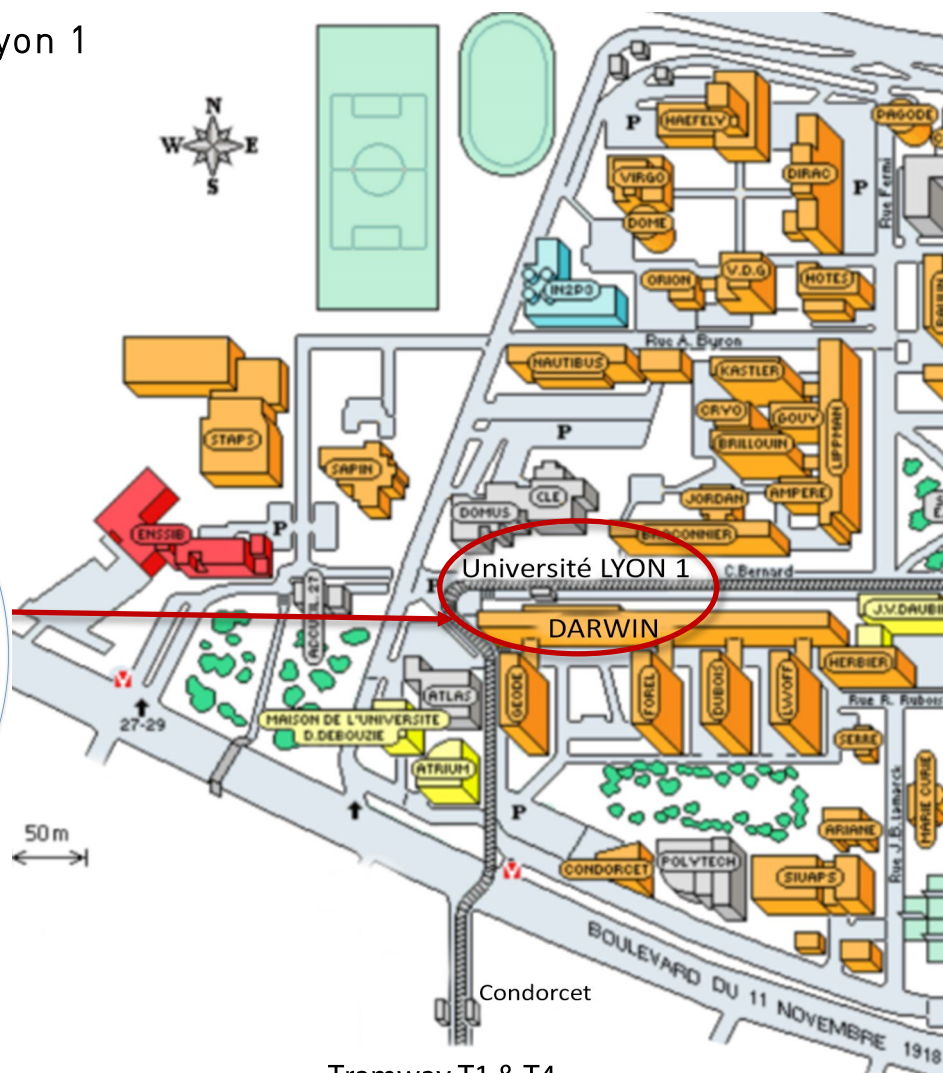 yon 1
N
W E
S
P
HAEFELY
PAGODE
VIRGO
DIRAC
P
Rue Fermi
DOME
IN2P3
ORION
V.D.G
HOTES
Rue A. Byron
NAUTIBUS
KASTLER
CRYO
GOUY
LIPPMAN
STAPS
P
BRILLOUIN
SAPIN
CLE
JORDAN
AMPERE
DOMUS
ENSSIB
P
BRACONNIER
Université LYON 1
C.Bernard
P
ACCUEIL 27
DARWIN
J.V.DAUBI
HERBIER
ATLAS
GEODE
FOREL
DUBOIS
LWOFF
Rue R. Dubois
27-29
MAISON DE L'UNIVERSITE
D.DEBOUZIE
SERRE
ATRIUM
MARIE CURIE
Rue J.B.Lamarck
P
ARIANE
50 m
CONDORCET
POLYTECH
SIUAPS
BOULEVARD DU 11 NOVEMBRE 1918
Condorcet
Tramway T1 & T4